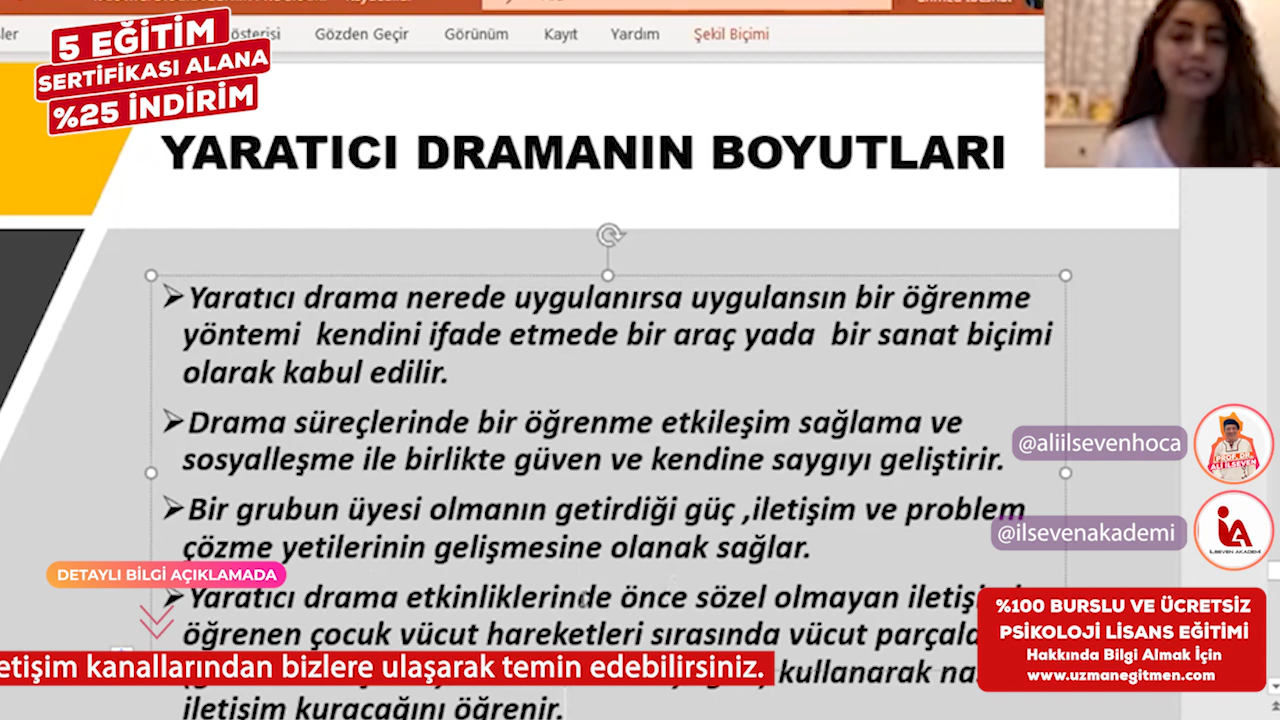 5 EĞİTİM
SERTİFİKASI ALANA
%25 İNDİRİM
Gözden Geçir Görünüm Kayıt Yardım Şekil Biçimi
YARATICI DRAMANIN BOYUTLARI
➢Yaratıcı drama nerede uygulanırsa uygulansın bir öğrenme
yöntemi kendini ifade etmede bir araç yada bir sanat biçimi
olarak kabul edilir.
➢Drama süreçlerinde bir öğrenme etkileşim sağlama ve
sosyalleşme ile birlikte güven ve kendine saygıyı geliştirir.
@aliilsevenhoca
PROF. DR.
ALİ İLSEVEN
➢Bir grubun üyesi olmanın getirdiği güç ,iletişim ve problem
çözme yetilerinin gelişmesine olanak sağlar.
@ilsevenakademi
İLSEVEN AKADEMİ
DETAYLI BİLGİ AÇIKLAMADA
➢Yaratıcı drama etkinliklerinde önce sözel olmayan
öğrenen çocuk vücut hareketleri sırasında vücut
kullanarak
iletişim kuracağını öğrenir.
etişim kanallarından bizlere ulaşarak temin edebilirsiniz.
%100 BURSLU VE ÜCRETSİZ
PSİKOLOJİ LİSANS EĞİTİMİ
Hakkında Bilgi Almak İçin
www.uzmanegitmen.com